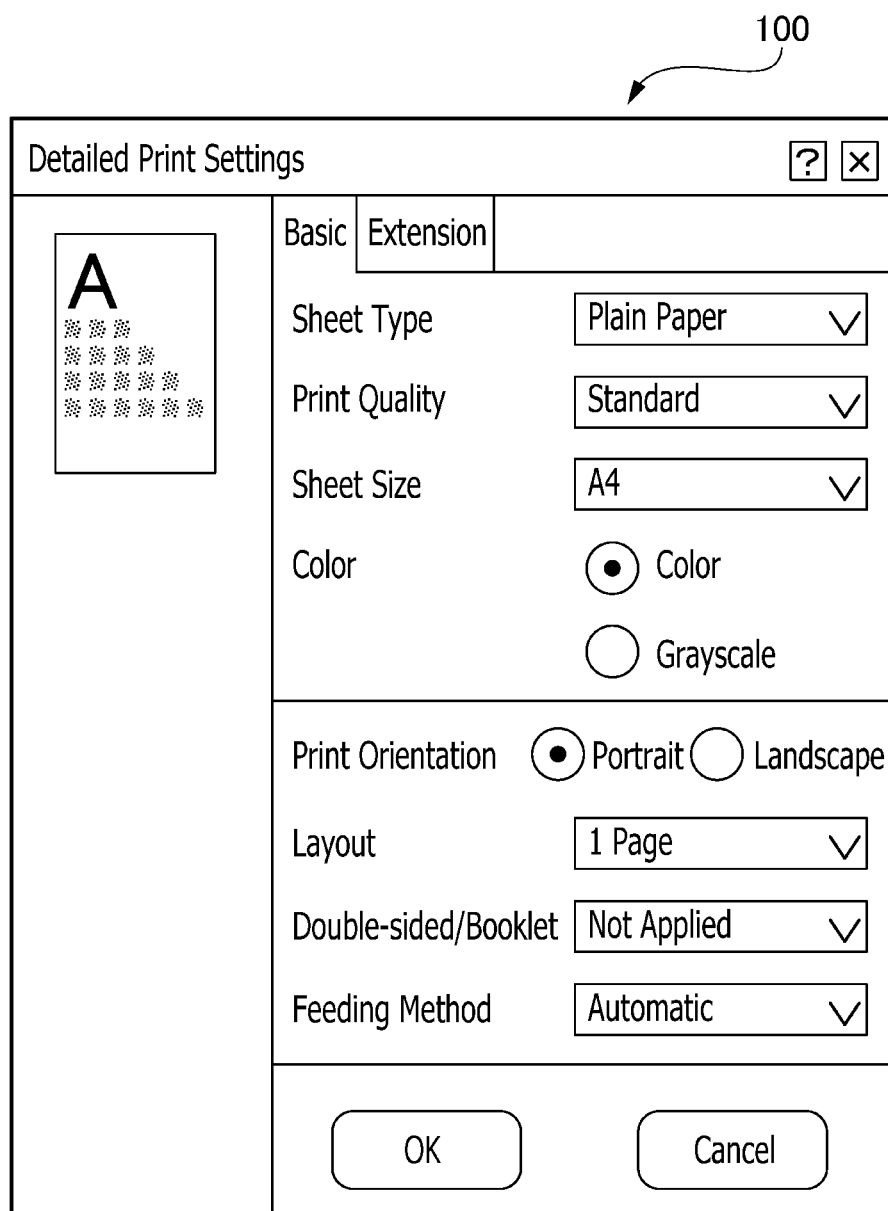 100
Detailed Print Settings ? X
A
Basic Extension
Sheet Type Plain Paper
Print Quality Standard
Sheet Size A4
Color Color
Grayscale
Print Orientation Portrait Landscape
Layout 1 Page
Double-sided/Booklet Not Applied
Feeding Method Automatic
OK Cancel